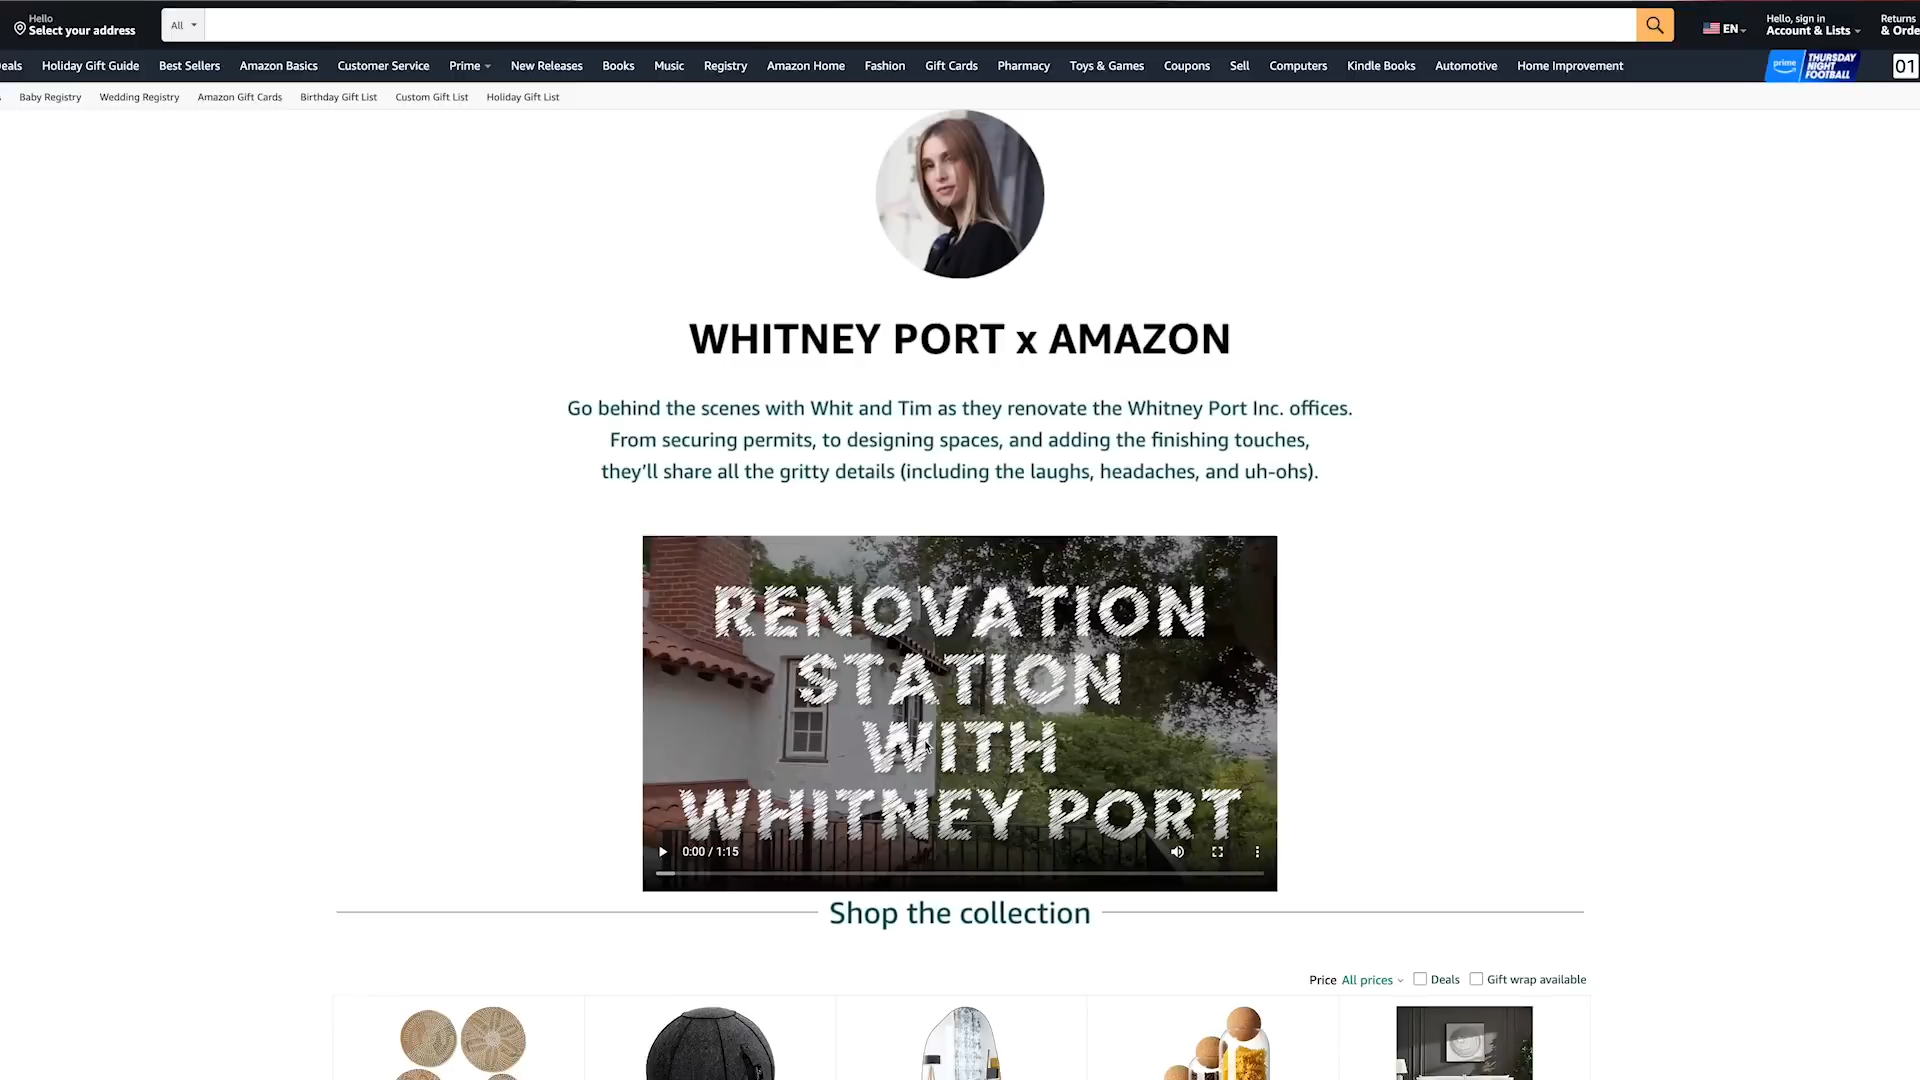 Hello
Select your address
All
EN
Hello, sign in
Account & Lists
Returns
& Orde
eals
Holiday Gift Guide
Best Sellers
Amazon Basics
Customer Service
Prime
New Releases
Books
Music
Registry
Amazon Home
Fashion
Gift Cards
Pharmacy
Toys & Games
Coupons
Sell
Computers
Kindle Books
Automotive
Home Improvement
prime
THURSDAY
NIGHT
FOOTBALL
01
Baby Registry
Wedding Registry
Amazon Gift Cards
Birthday Gift List
Custom Gift List
Holiday Gift List
WHITNEY PORT x AMAZON
Go behind the scenes with Whit and Tim as they renovate the Whitney Port Inc. offices.
From securing permits, to designing spaces, and adding the finishing touches,
they’ll share all the gritty details (including the laughs, headaches, and uh-ohs).
RENOVATION
STATION
WITH
WHITNEY PORT
0:00 / 1:15
Shop the collection
Price All prices
Deals
Gift wrap available